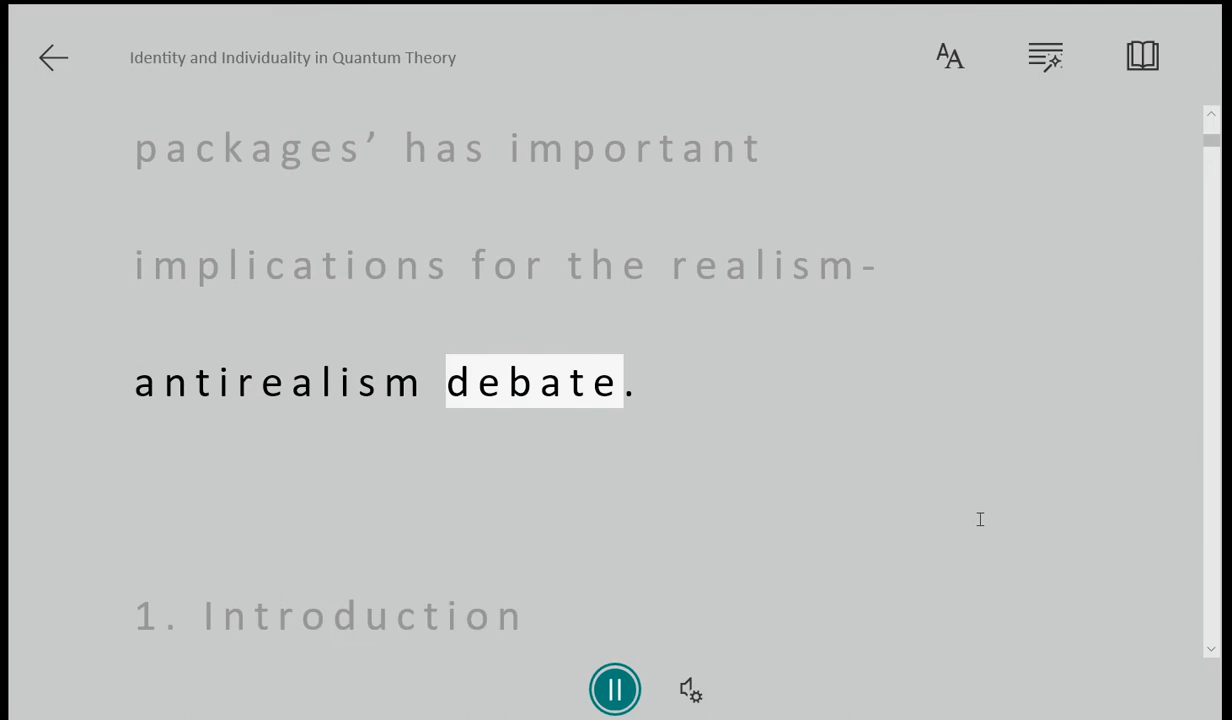 Identity and Individuality in Quantum Theory
packages’ has important
implications for the realism-
antirealism debate.
1. Introduction